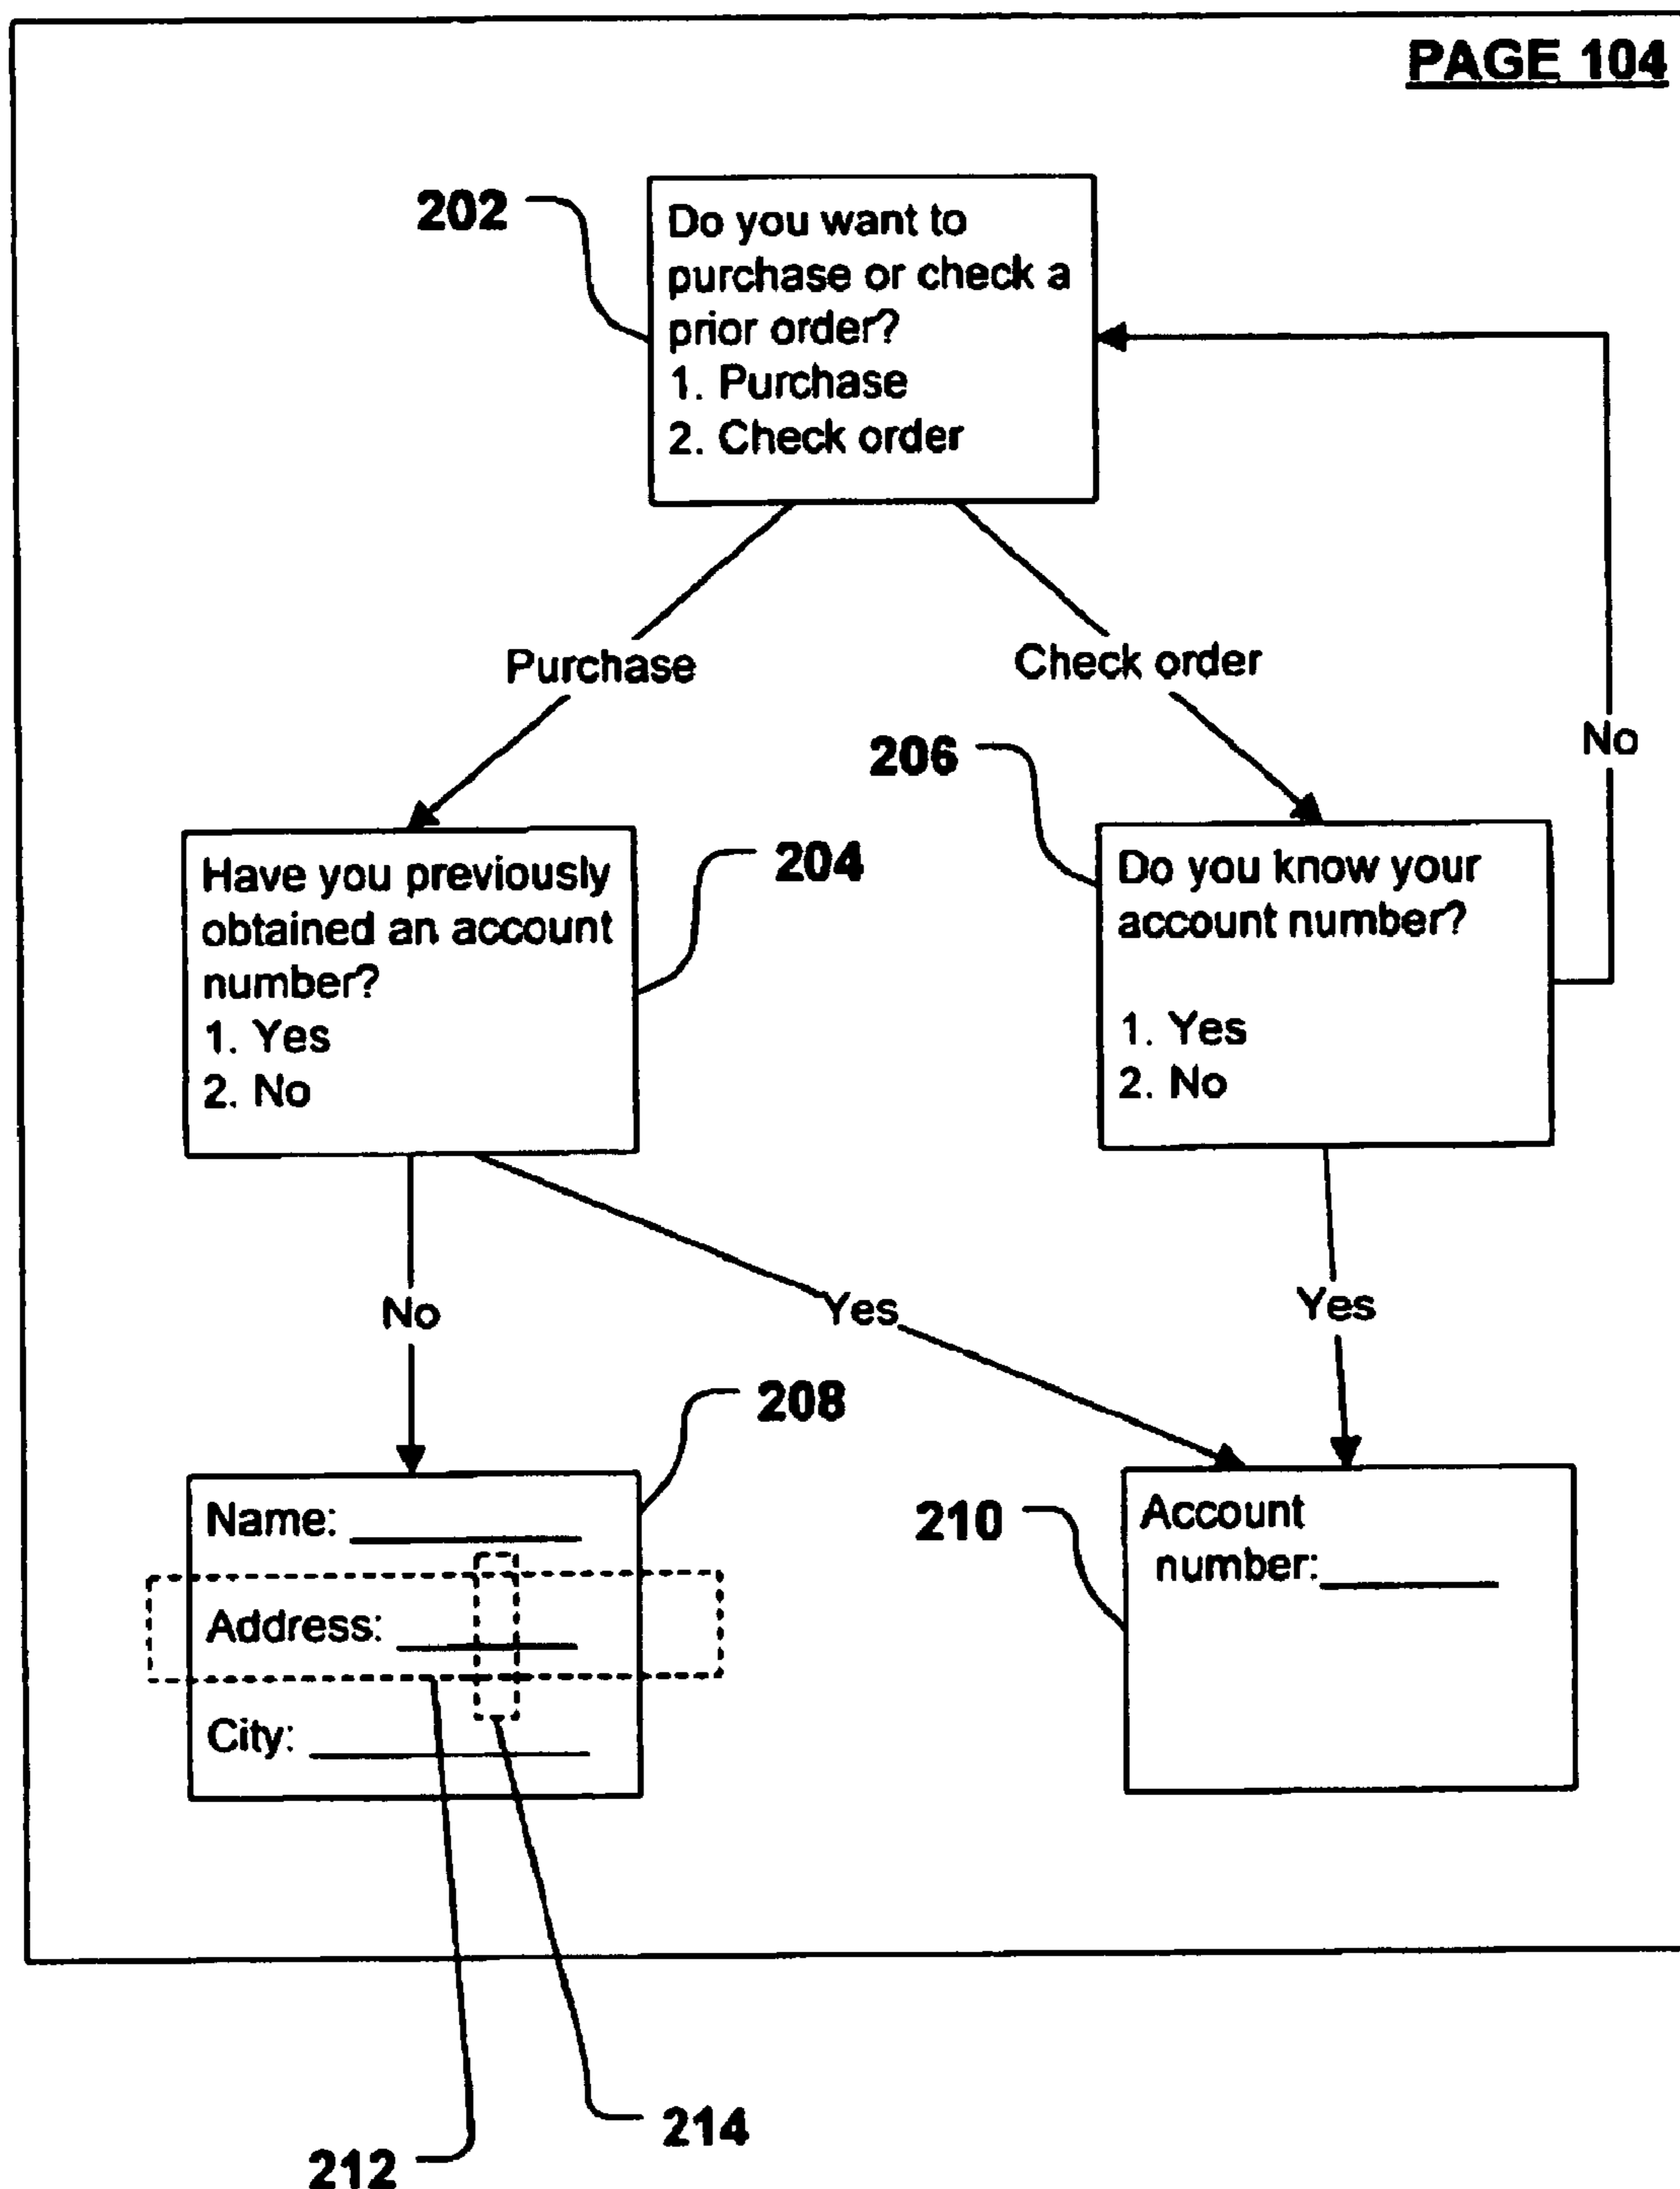 PAGE 104
202
Do you want to
purchase or check a
prior order?
1. Purchase
2. Check order
Purchase
Check order
No
206
204
Have you previously
obtained an account
number?
1. Yes
2. No
Do you know your
account number?
1. Yes
2. No
No
Yes
Yes
208
Name:
Address:
City:
210
Account
number:
214
212